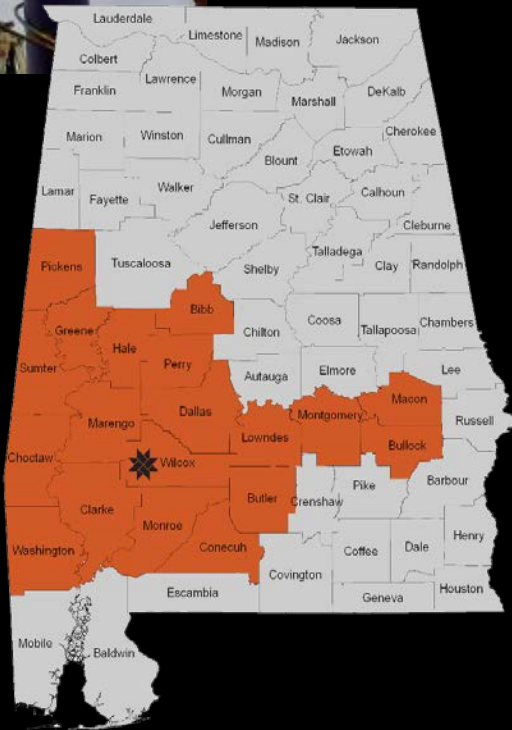 Lauderdale
Limestone
Madison
Jackson
Colbert
Lawrence
Franklin
Morgan
Marshall
DeKalb
Marion
Winston
Cullman
Cherokee
Etowah
Blount
Lamar
Fayette
Walker
St. Clair
Calhoun
Jefferson
Cleburne
Pickens
Tuscaloosa
Shelby
Talladega
Clay
Randolph
Bibb
Greene
Hale
Chilton
Coosa
Tallapoosa
Chambers
Sumter
Perry
Autauga
Elmore
Lee
Macon
Marengo
Dallas
Montgomery
Russell
Lowndes
Bullock
Choctaw
Wilcox
Pike
Barbour
Clarke
Butler
Crenshaw
Monroe
Washington
Conecuh
Coffee
Dale
Henry
Covington
Escambia
Geneva
Houston
Mobile
Baldwin